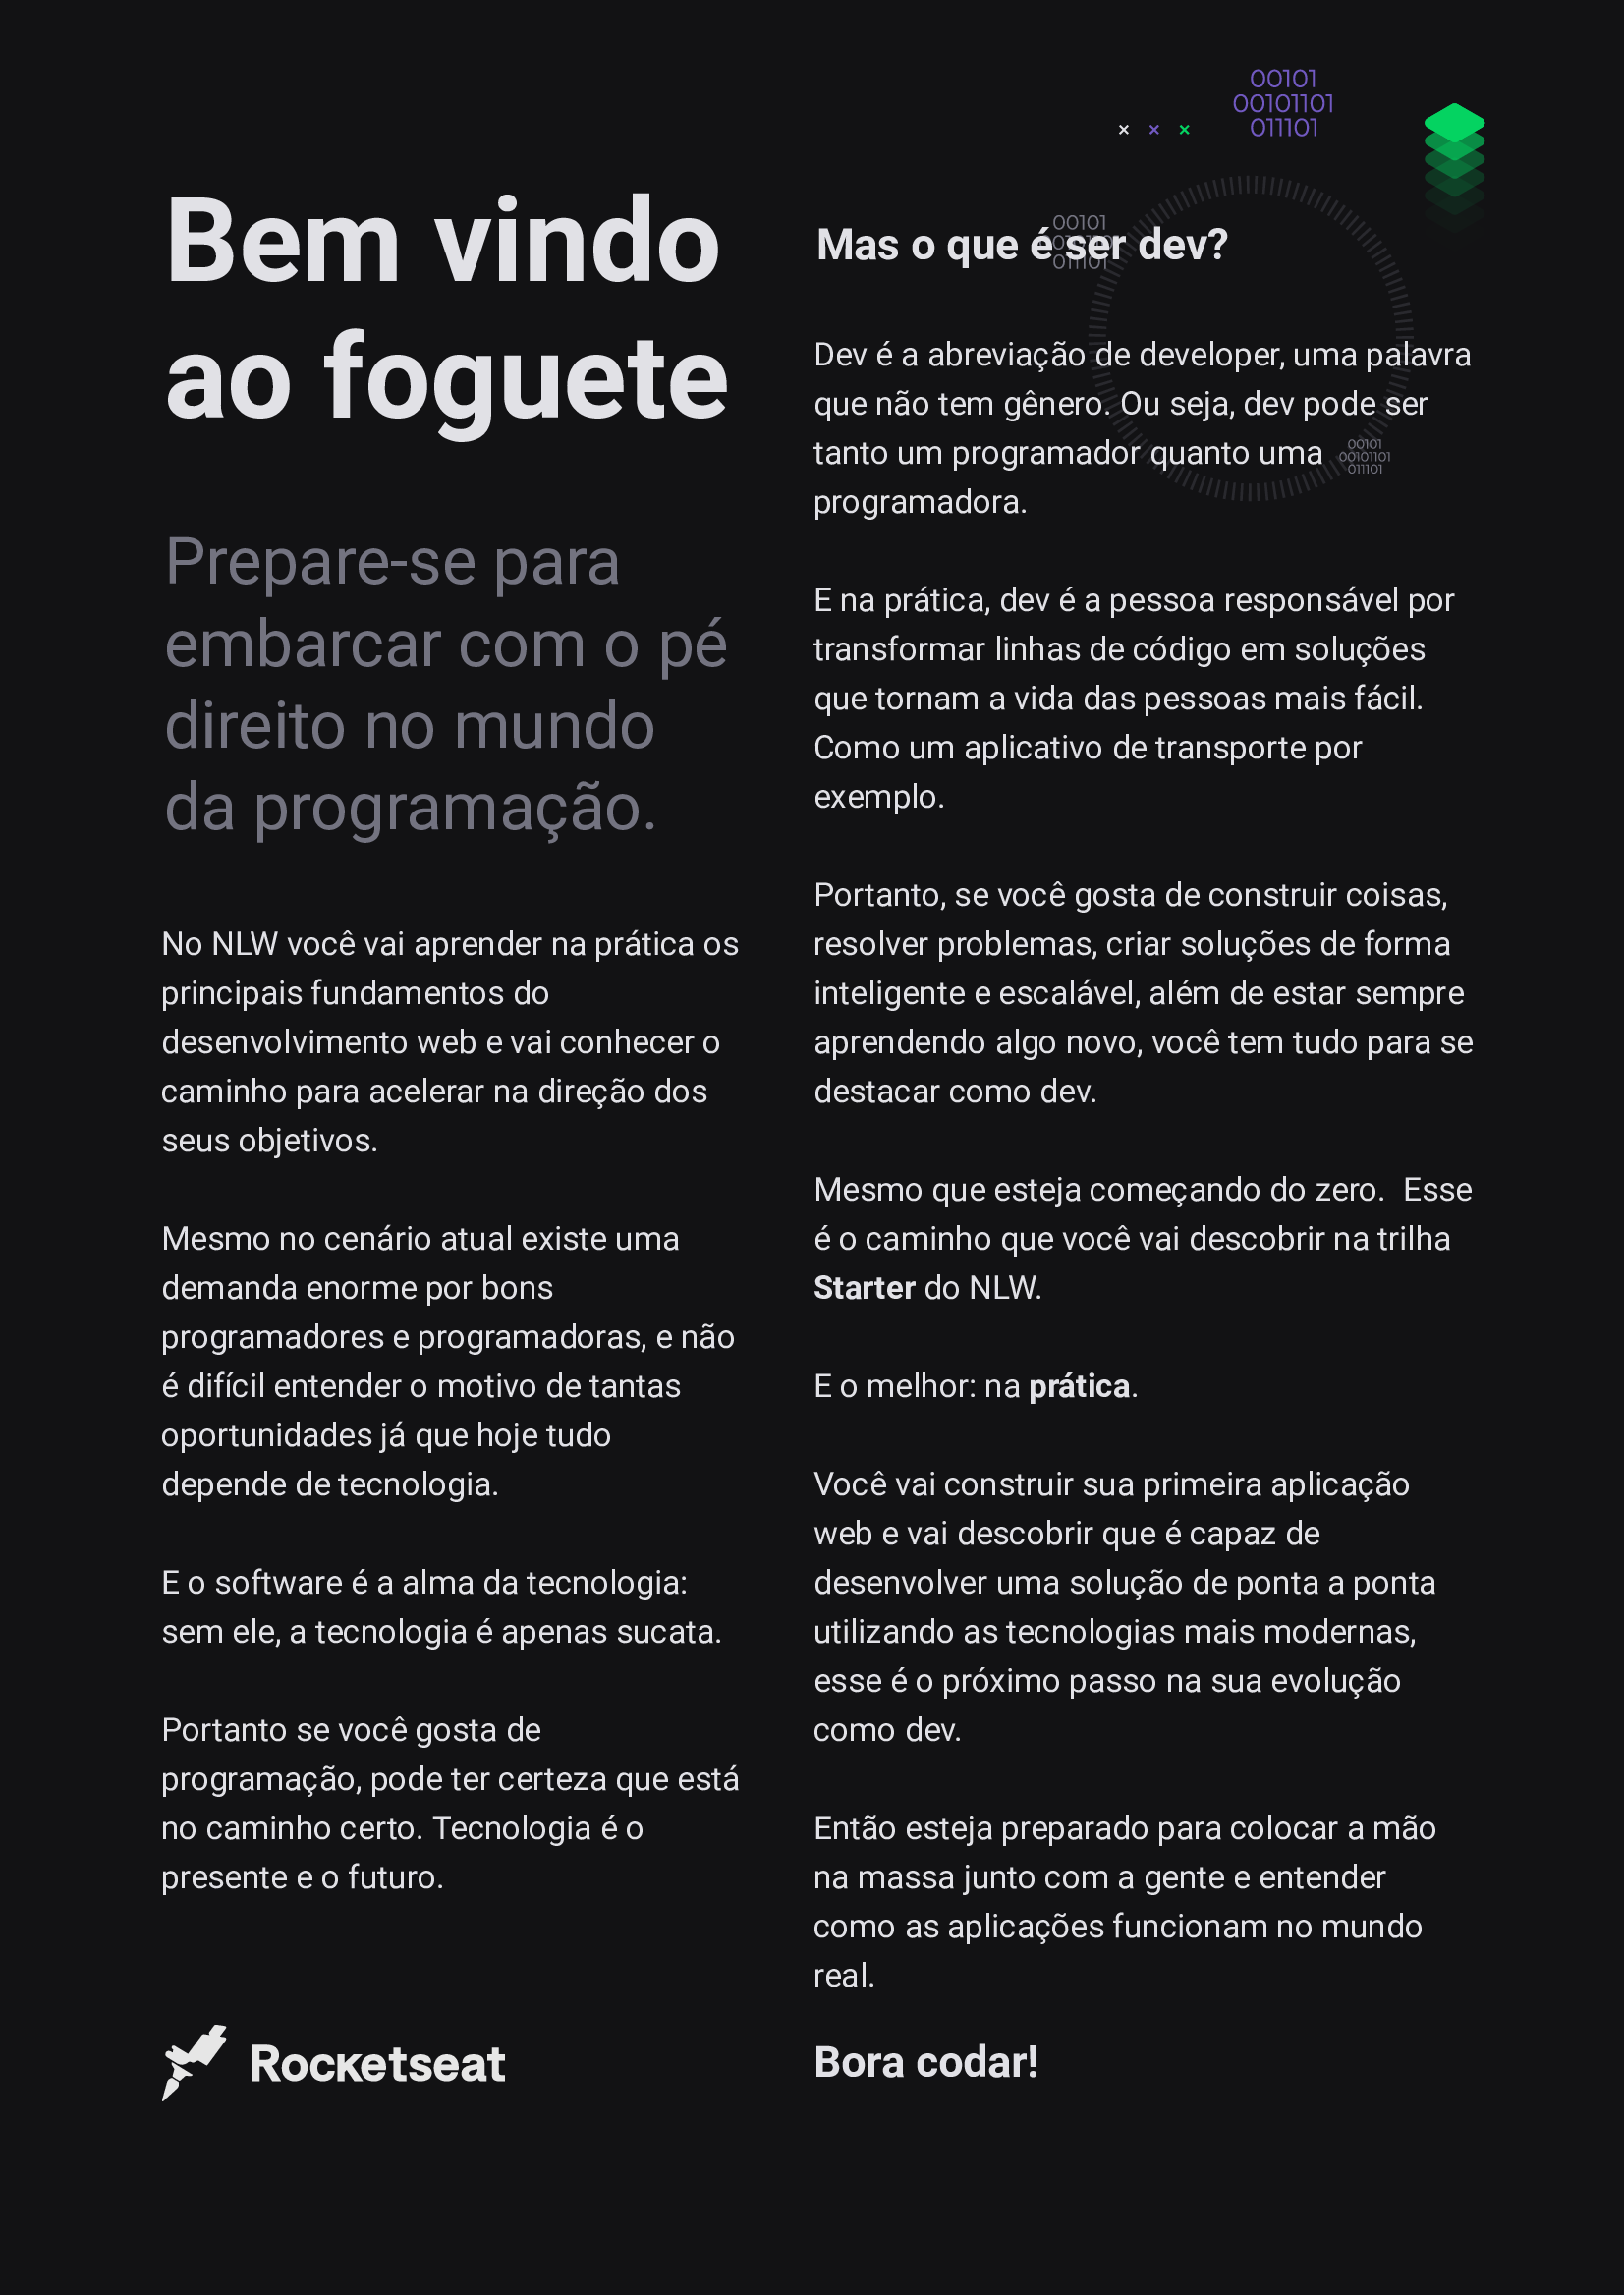 00101
00101101
011101
× × ×
Bem vindo
ao foguete
Prepare-se para
embarcar com o pé
direito no mundo
da programação.
No NLW você vai aprender na prática os
principais fundamentos do
desenvolvimento web e vai conhecer o
caminho para acelerar na direção dos
seus objetivos.
Mesmo no cenário atual existe uma
demanda enorme por bons
programadores e programadoras, e não
é difícil entender o motivo de tantas
oportunidades já que hoje tudo
depende de tecnologia.
E o software é a alma da tecnologia:
sem ele, a tecnologia é apenas sucata.
Portanto se você gosta de
programação, pode ter certeza que está
no caminho certo. Tecnologia é o
presente e o futuro.
Rocketseat
00101
011101
Mas o que é ser dev?
Dev é a abreviação de developer, uma palavra
que não tem gênero. Ou seja, dev pode ser
tanto um programador quanto uma
programadora.
00101
00101101
011101
E na prática, dev é a pessoa responsável por
transformar linhas de código em soluções
que tornam a vida das pessoas mais fácil.
Como um aplicativo de transporte por
exemplo.
Portanto, se você gosta de construir coisas,
resolver problemas, criar soluções de forma
inteligente e escalável, além de estar sempre
aprendendo algo novo, você tem tudo para se
destacar como dev.
Mesmo que esteja começando do zero.  Esse
é o caminho que você vai descobrir na trilha
Starter do NLW.
E o melhor: na prática.
Você vai construir sua primeira aplicação
web e vai descobrir que é capaz de
desenvolver uma solução de ponta a ponta
utilizando as tecnologias mais modernas,
esse é o próximo passo na sua evolução
como dev.
Então esteja preparado para colocar a mão
na massa junto com a gente e entender
como as aplicações funcionam no mundo
real.
Bora codar!